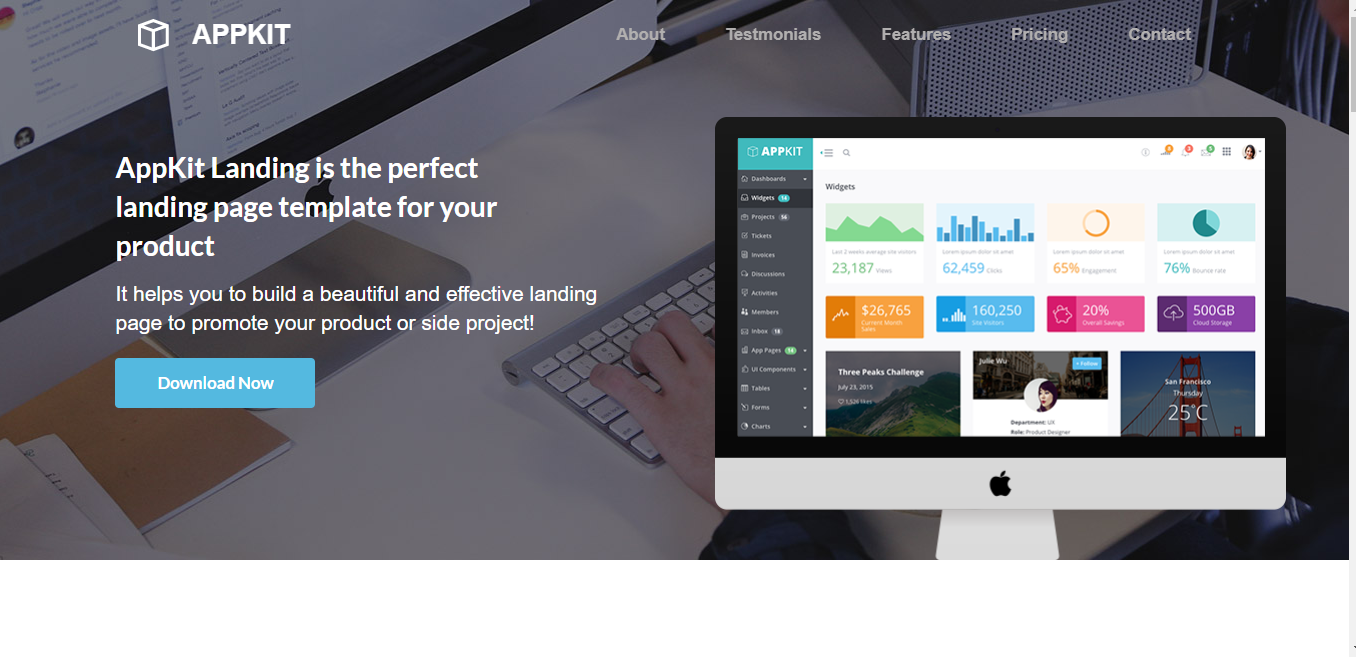 APPKIT
About
Testmonials
Features
Pricing
Contact
AppKit Landing is the perfect
landing page template for your
product
It helps you to build a beautiful and effective landing
page to promote your product or side project!
Download Now
APPKIT
Dashboards
Widgets 14
Projects 56
Tickets
Invoices
Discussions
Activities
Members
Inbox 18
App Pages 14
UI Components
Tables
Forms
Charts
Widgets
Last 2 weeks average site visitors
23,187 Views
Lorem ipsum dolor sit amet
62,459 Clicks
Lorem ipsum dolor sit amet
65% Engagement
Lorem ipsum dolor sit amet
76% Bounce rate
$26,765
Current Month
Sales
160,250
Site Visitors
20%
Overall Savings
500GB
Cloud Storage
Three Peaks Challenge
July 23, 2015
1,526 likes
Julie Wu
+ Follow
Department: UX
Role: Product Designer
San Francisco
Thursday
25°C